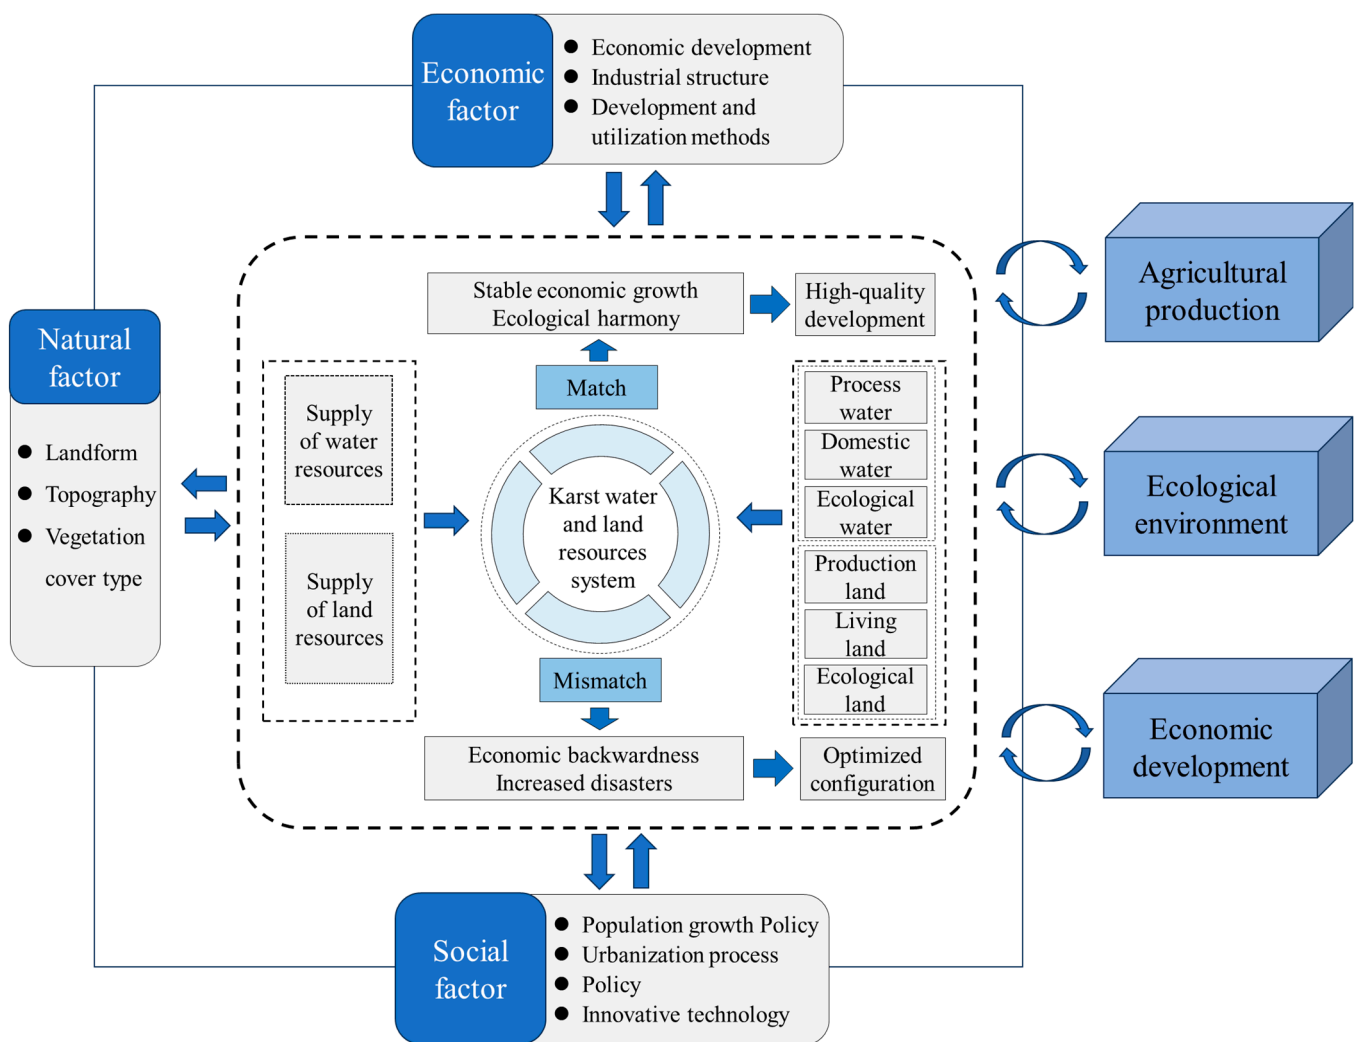 Economic
factor
● Economic development
● Industrial structure
● Development and
utilization methods
Natural
factor
● Landform
● Topography
● Vegetation
cover type
Stable economic growth
Ecological harmony
High-quality
development
Match
Supply
of water
resources
Supply
of land
resources
Karst water
and land
resources
system
Process
water
Domestic
water
Ecological
water
Production
land
Living
land
Ecological
land
Mismatch
Economic backwardness
Increased disasters
Optimized
configuration
Agricultural
production
Ecological
environment
Economic
development
Social
factor
● Population growth Policy
● Urbanization process
● Policy
● Innovative technology